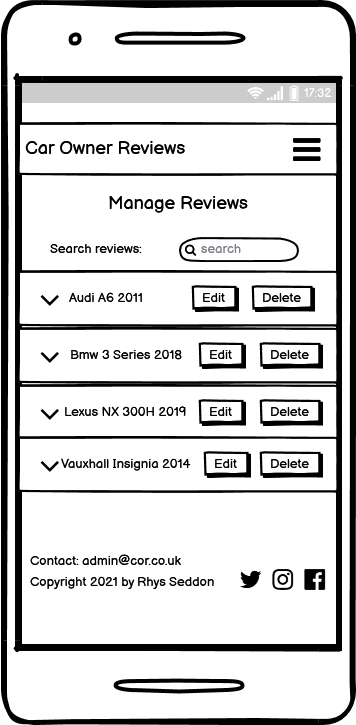 17:32
Car Owner Reviews
Manage Reviews
Search reviews: search
Audi A6 2011 Edit Delete
Bmw 3 Series 2018 Edit Delete
Lexus NX 300H 2019 Edit Delete
Vauxhall Insignia 2014 Edit Delete
Contact: admin@cor.co.uk
Copyright 2021 by Rhys Seddon